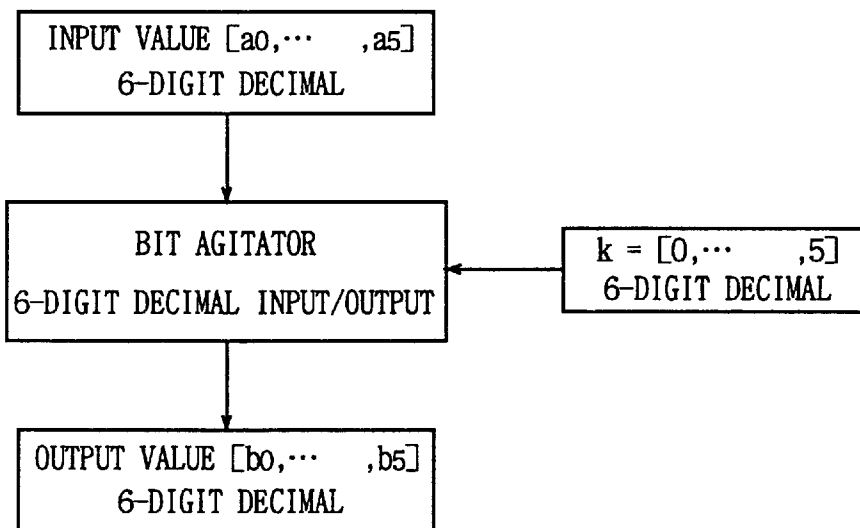 INPUT VALUE [a0,⋯ ,a5]
6-DIGIT DECIMAL
BIT AGITATOR
6-DIGIT DECIMAL INPUT/OUTPUT
k = [0,⋯ ,5]
6-DIGIT DECIMAL
OUTPUT VALUE [b0,⋯ ,b5]
6-DIGIT DECIMAL